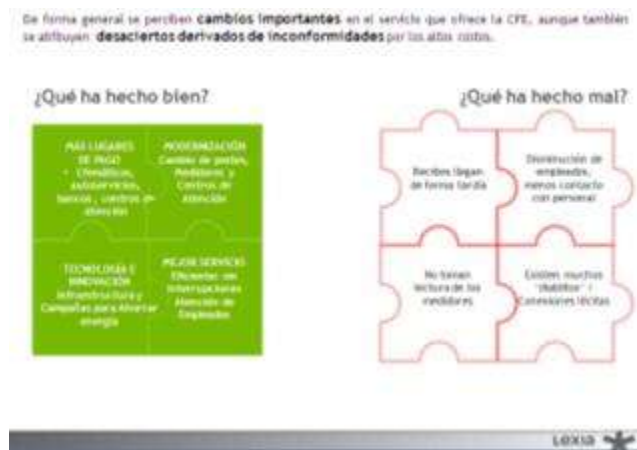 De forma general se perciben cambios importantes en el servicio que ofrece la CFE, aunque también
se atribuyen desaciertos derivados de inconformidades por los altos costos.
¿Qué ha hecho bien?
MÁS LUGARES
DE PAGO
• Cfemáticos,
autoservicios,
bancos, centros de
atención
MODERNIZACIÓN
Cambio de postes,
Medidores y
Centros de
Atención
TECNOLOGÍA E
INNOVACIÓN
Infraestructura y
Campañas para Ahorrar
energía
MEJOR SERVICIO
Eficiente: sin
interrupciones
Atención de
Empleados
¿Qué ha hecho mal?
Recibos llegan
de forma tardía
Disminución de
empleados,
menos contacto
con personal
No toman
lectura de los
medidores
Existen muchos
"diablitos" /
Conexiones ilícitas
Lexia